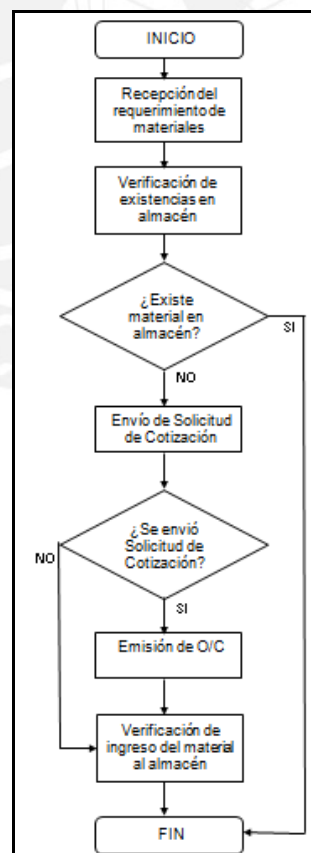 INICIO
Recepción del
requerimiento de
materiales
Verificación de
existencias en
almacén
¿Existe
material en
almacén?
SI
NO
Envío de Solicitud
de Cotización
¿Se envió
Solicitud de
Cotización?
NO
SI
Emisión de O/C
Verificación de
ingreso del material
al almacén
FIN